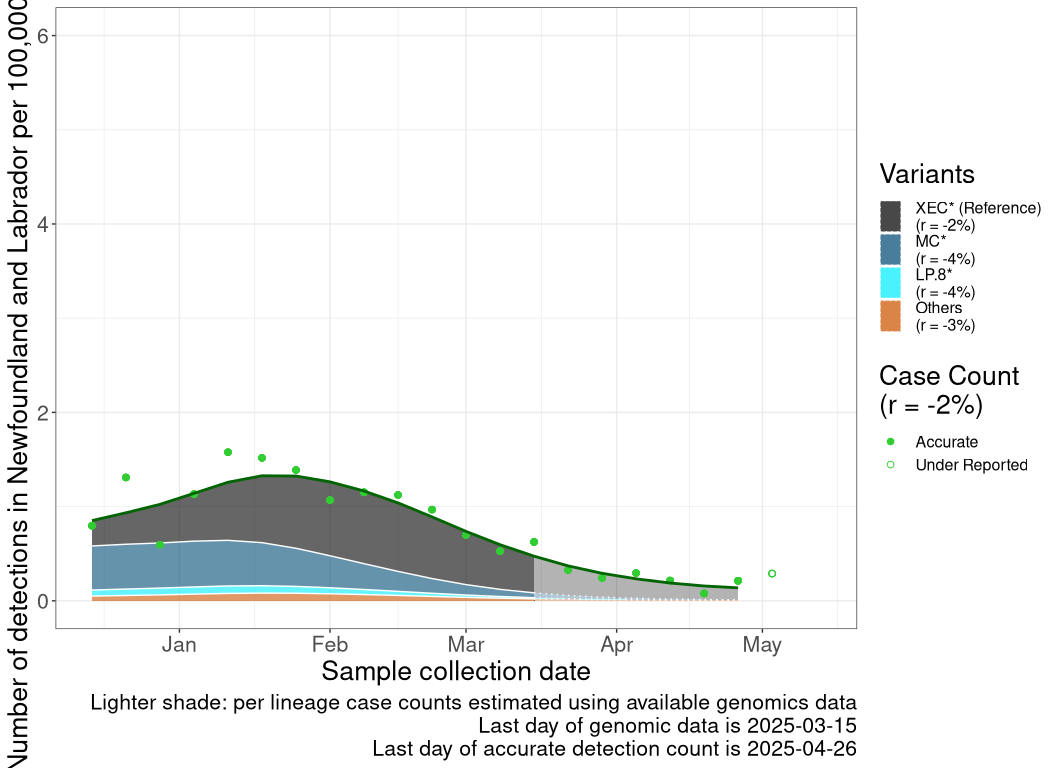 Number of detections in Newfoundland and Labrador per 100,000
6
4
2
0
Jan Feb Mar Apr May
Sample collection date
Lighter shade: per lineage case counts estimated using available genomics data
Last day of genomic data is 2025-03-15
Last day of accurate detection count is 2025-04-26
Variants
XEC* (Reference)
(r = -2%)
MC*
(r = -4%)
LP.8*
(r = -4%)
Others
(r = -3%)
Case Count
(r = -2%)
Accurate
Under Reported